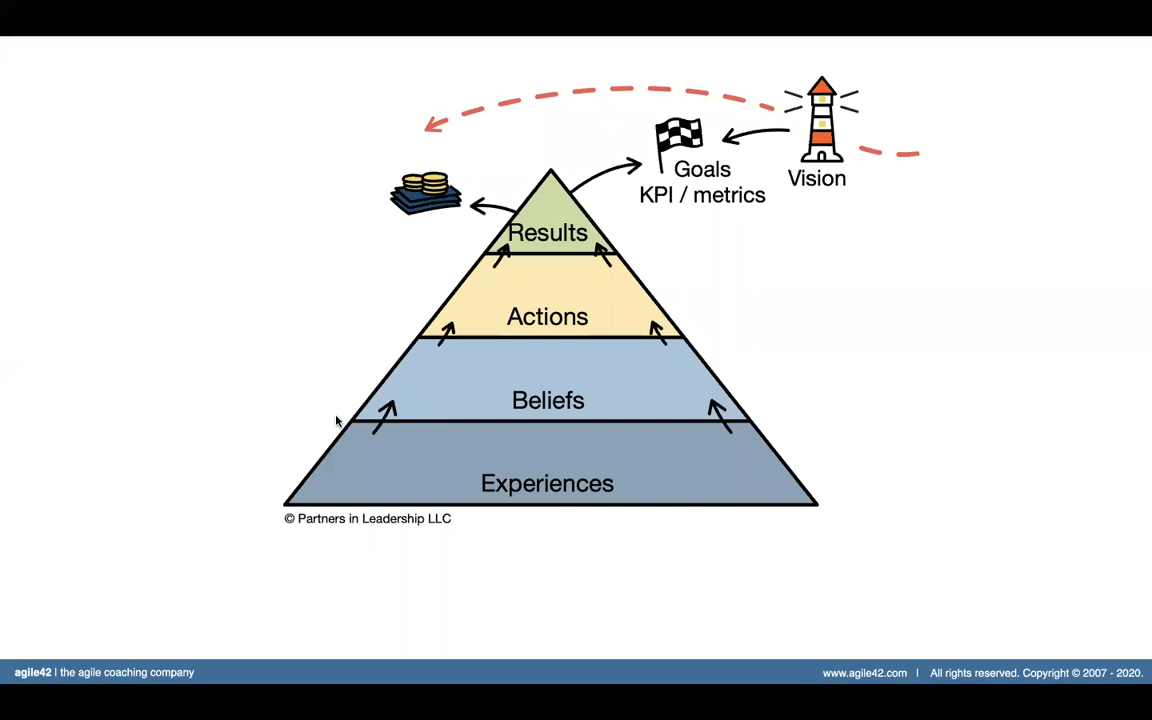 Goals
KPI / metrics
Vision
Results
Actions
Beliefs
Experiences
© Partners in Leadership LLC
agile42 | the agile coaching company
www.agile42.com | All rights reserved. Copyright © 2007 - 2020.